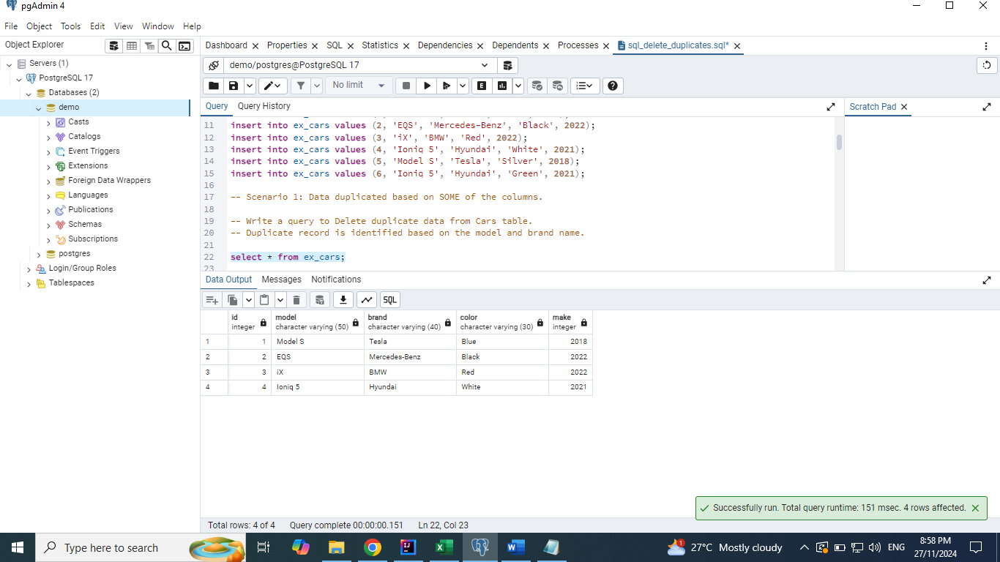 pgAdmin 4
File Object Tools Edit View Window Help
Object Explorer
Servers (1)
PostgreSQL 17
Databases (2)
demo
Casts
Catalogs
Event Triggers
Extensions
Foreign Data Wrappers
Languages
Publications
Schemas
Subscriptions
postgres
Login/Group Roles
Tablespaces
Dashboard Properties SQL Statistics Dependencies Dependents Processes sql_delete_duplicates.sql*
demo/postgres@PostgreSQL 17
No limit
E
Query Query History
Scratch Pad
11 insert into ex_cars values (2, 'EQS', 'Mercedes-Benz', 'Black', 2022);
12 insert into ex_cars values (3, 'iX', 'BMW', 'Red', 2022);
13 insert into ex_cars values (4, 'Ioniq 5', 'Hyundai', 'White', 2021);
14 insert into ex_cars values (5, 'Model S', 'Tesla', 'Silver', 2018);
15 insert into ex_cars values (6, 'Ioniq 5', 'Hyundai', 'Green', 2021);
16
17 -- Scenario 1: Data duplicated based on SOME of the columns.
18
19 -- Write a query to Delete duplicate data from Cars table.
20 -- Duplicate record is identified based on the model and brand name.
21
22 select * from ex_cars;
23
Data Output Messages Notifications
SQL
id model brand color make
integer character varying (50) character varying (40) character varying (30) integer
1 1 Model S Tesla Blue 2018
2 2 EQS Mercedes-Benz Black 2022
3 3 iX BMW Red 2022
4 4 Ioniq 5 Hyundai White 2021
Successfully run. Total query runtime: 151 msec. 4 rows affected.
Total rows: 4 of 4 Query complete 00:00:00.151 Ln 22, Col 23
Type here to search
1
27°C Mostly cloudy
ENG
8:58 PM
27/11/2024